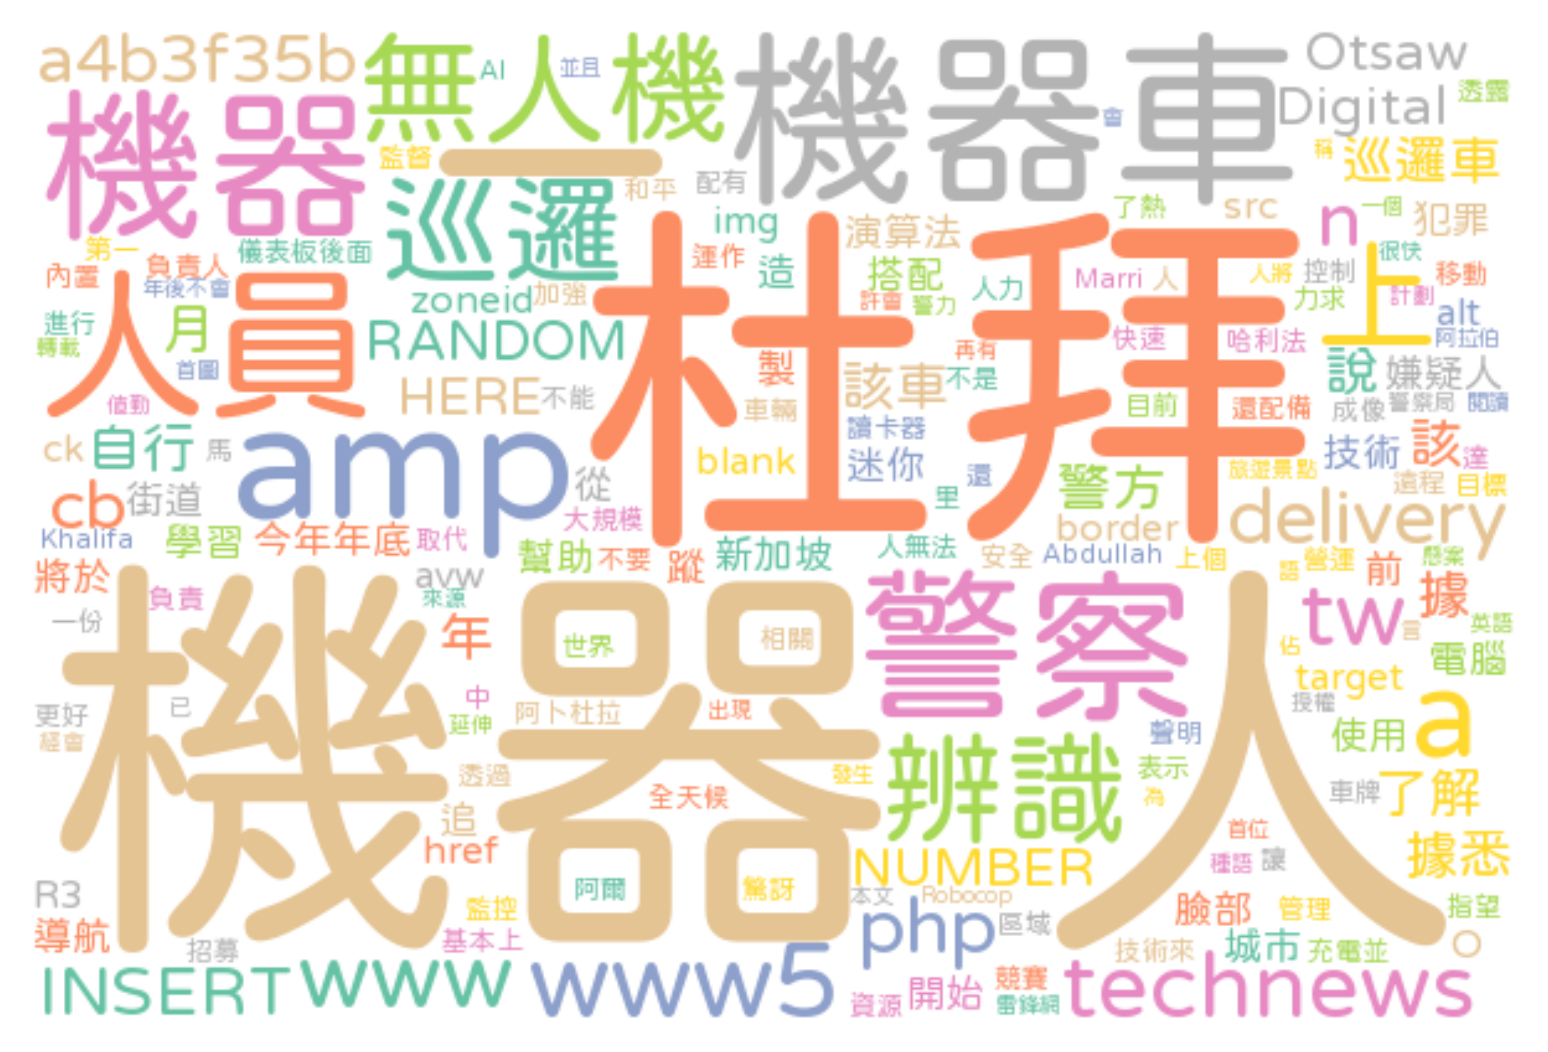 a4b3f35b
無人機
AI
並且
機器車
Otsaw
Digital
透露
機器
監督
一
巡邏
和平
配有
會
稱
巡邏車
img
演算法
了熱
src
n
一個
犯罪
第一
儀表板後面
內置
負責人
年後不會
zoneid
加強
運作
造
搭配
許會
警力
人力
Marri
人
人將
控制
很快
移動
力求
計劃
上
alt
阿拉伯
杜拜
人員
進行
轉載
月
首圖
值勤
RANDOM
HERE
不能
製
車輛
該車
再有
不是
快速
哈利法
目前
還配備
說
嫌疑人
成像
警察局
閱讀
讀卡器
ck
自行
馬
amp
從
blank
迷你
還
里
警方
旅遊景點
技術
該
達
遠程
目標
cb
街道
大規模
border
delivery
Khalifa
學習
今年年底
取代
幫助
不要
蹤
新加坡
人無法
安全
Abdullah
上個
語
營運
前
懸案
將於
負責
avw
來源
一份
年
世界
相關
警察
tw
言
據
英語
佔
電腦
target
機器人
更好
經會
已
中
延伸
阿卜杜拉
出現
聲明
授權
a
使用
透過
發生
辨識
表示
為
全天候
車牌
了解
追
href
首位
種語
讓
據悉
NUMBER
R3
阿爾
驚訝
本文
Robocop
監控
php
區域
臉部
管理
指望
導航
招募
基本上
技術來
城市
充電並
O
INSERT
www
www5
資源
開始
競賽
雷鋒網
technews